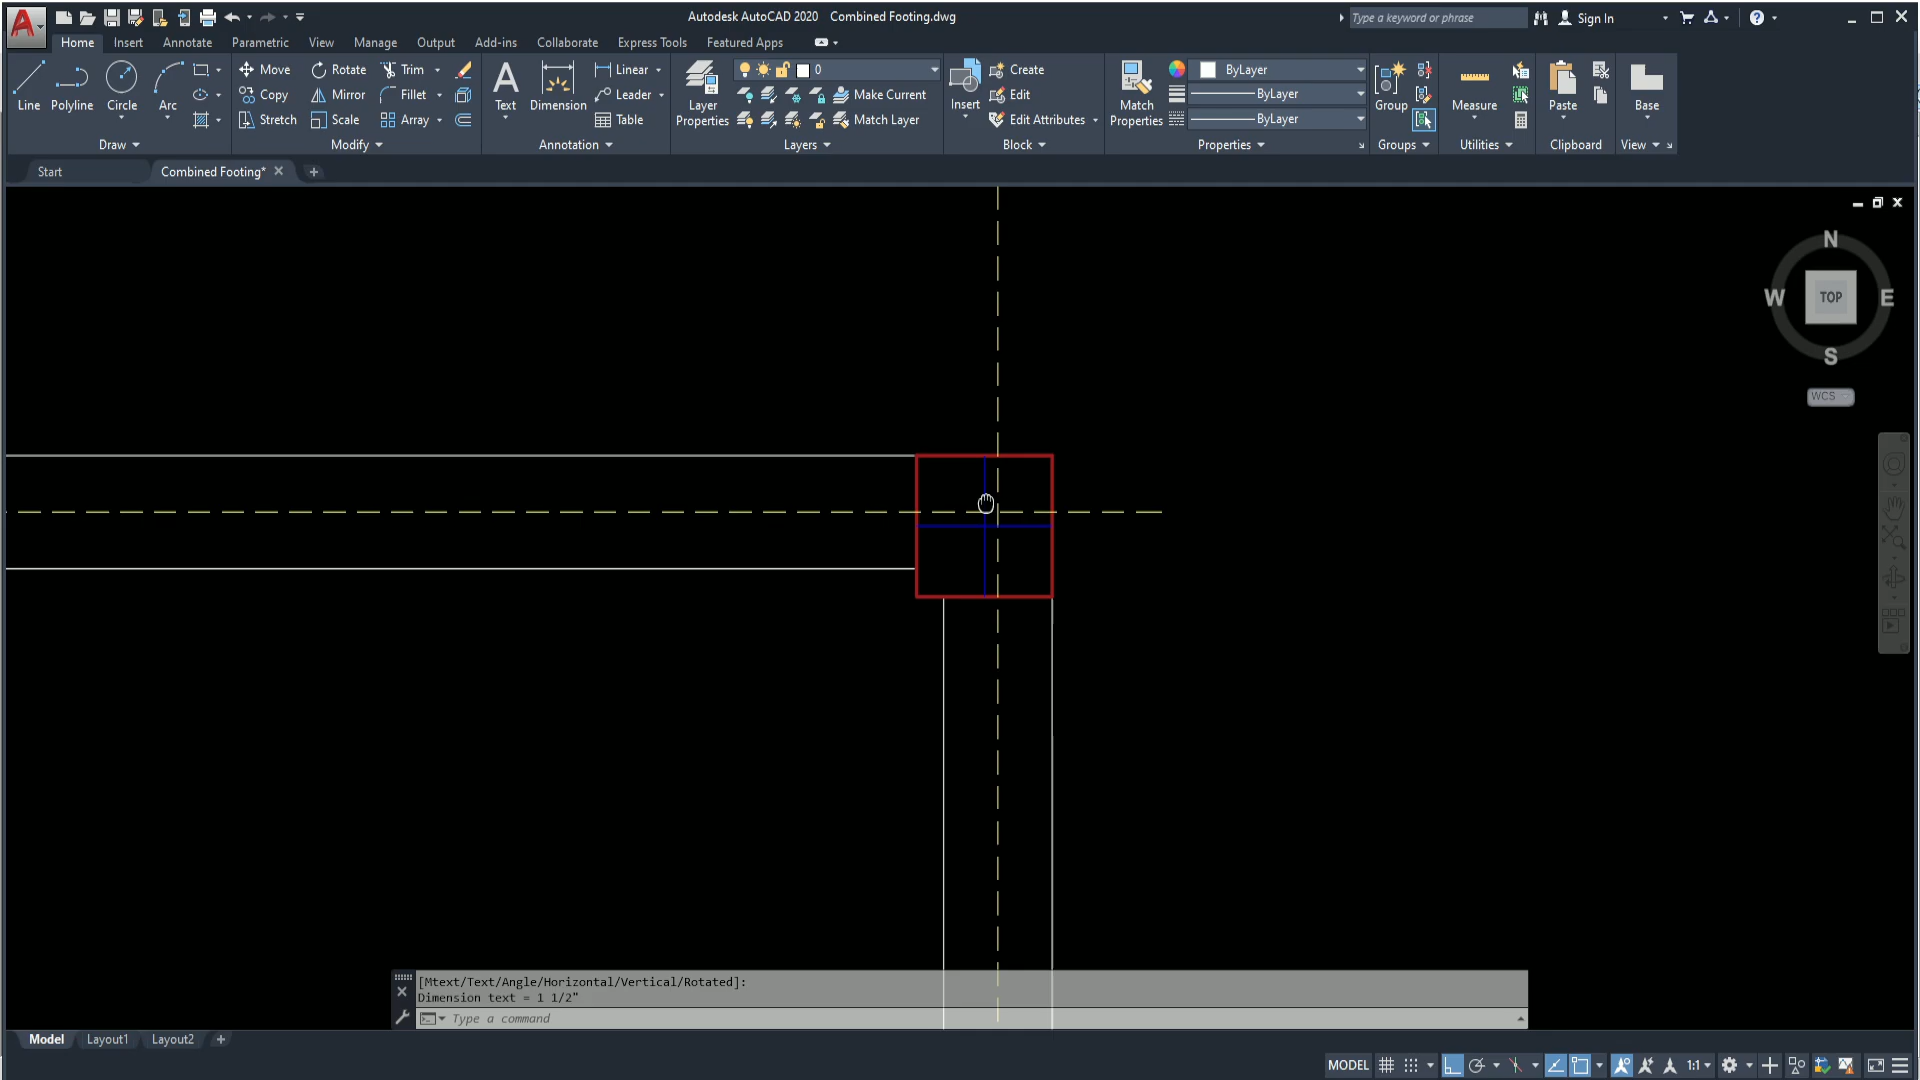 Autodesk AutoCAD 2020 Combined Footing.dwg
Type a keyword or phrase
Sign In
Home Insert Annotate Parametric View Manage Output Add-ins Collaborate Express Tools Featured Apps
Line Polyline Circle Arc
Draw
Move Rotate Trim
Copy Mirror Fillet
Stretch Scale Array
Modify
Text Dimension
Linear
Leader
Table
Annotation
Layer
Properties
0
Make Current
Match Layer
Layers
Insert
Create
Edit
Edit Attributes
Block
Match
Properties
ByLayer
ByLayer
ByLayer
Properties
Group
Groups
Measure
Utilities
Paste
Clipboard
Base
View
Start Combined Footing*
N
W TOP E
S
WCS
[Mtext/Text/Angle/Horizontal/Vertical/Rotated]:
Dimension text = 1 1/2"
Type a command
Model Layout1 Layout2
MODEL 1:1